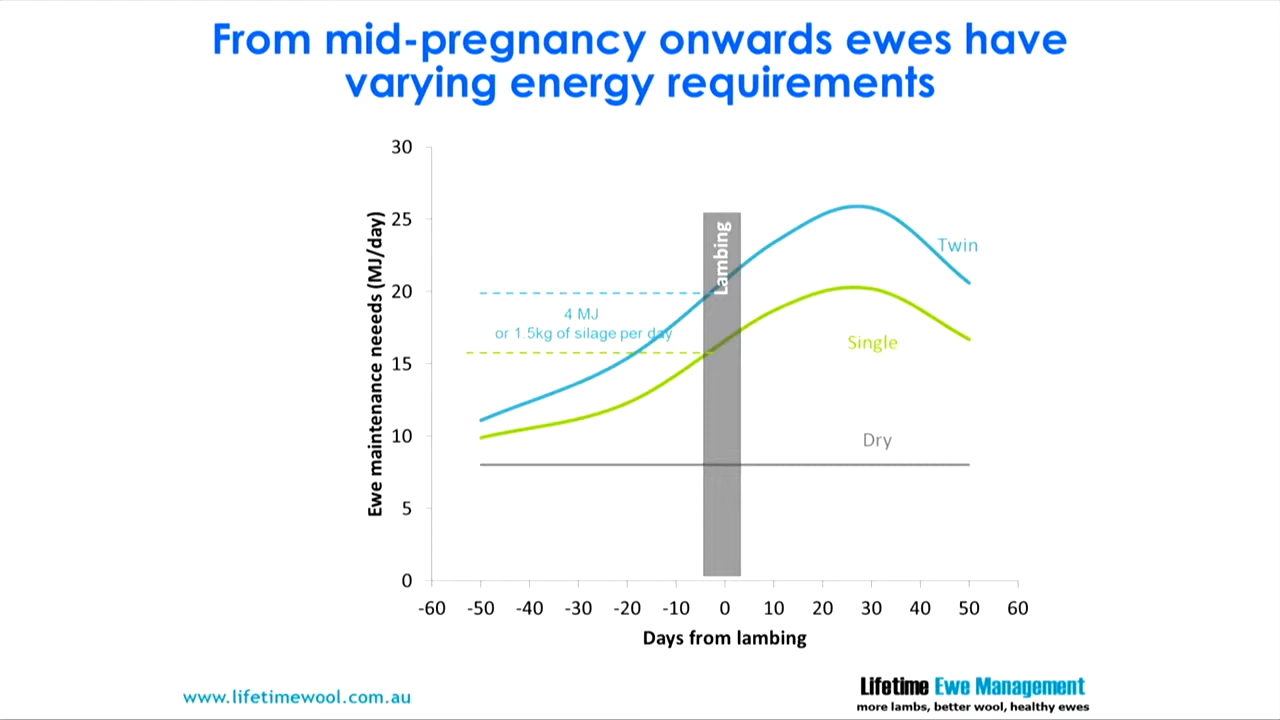 From mid-pregnancy onwards ewes have
varying energy requirements
Ewe maintenance neeeds (MJ/day)
30
25
20
15
10
5
0
Lambing
Twin
4 MJ
or 1.5kg of silage per day
Single
Dry
-60 -50 -40 -30 -20 -10 0 10 20 30 40 50 60
Days from lambing
www.lifetimewool.com.au
Lifetime Ewe Management
more lambs, better wool, healthy ewes